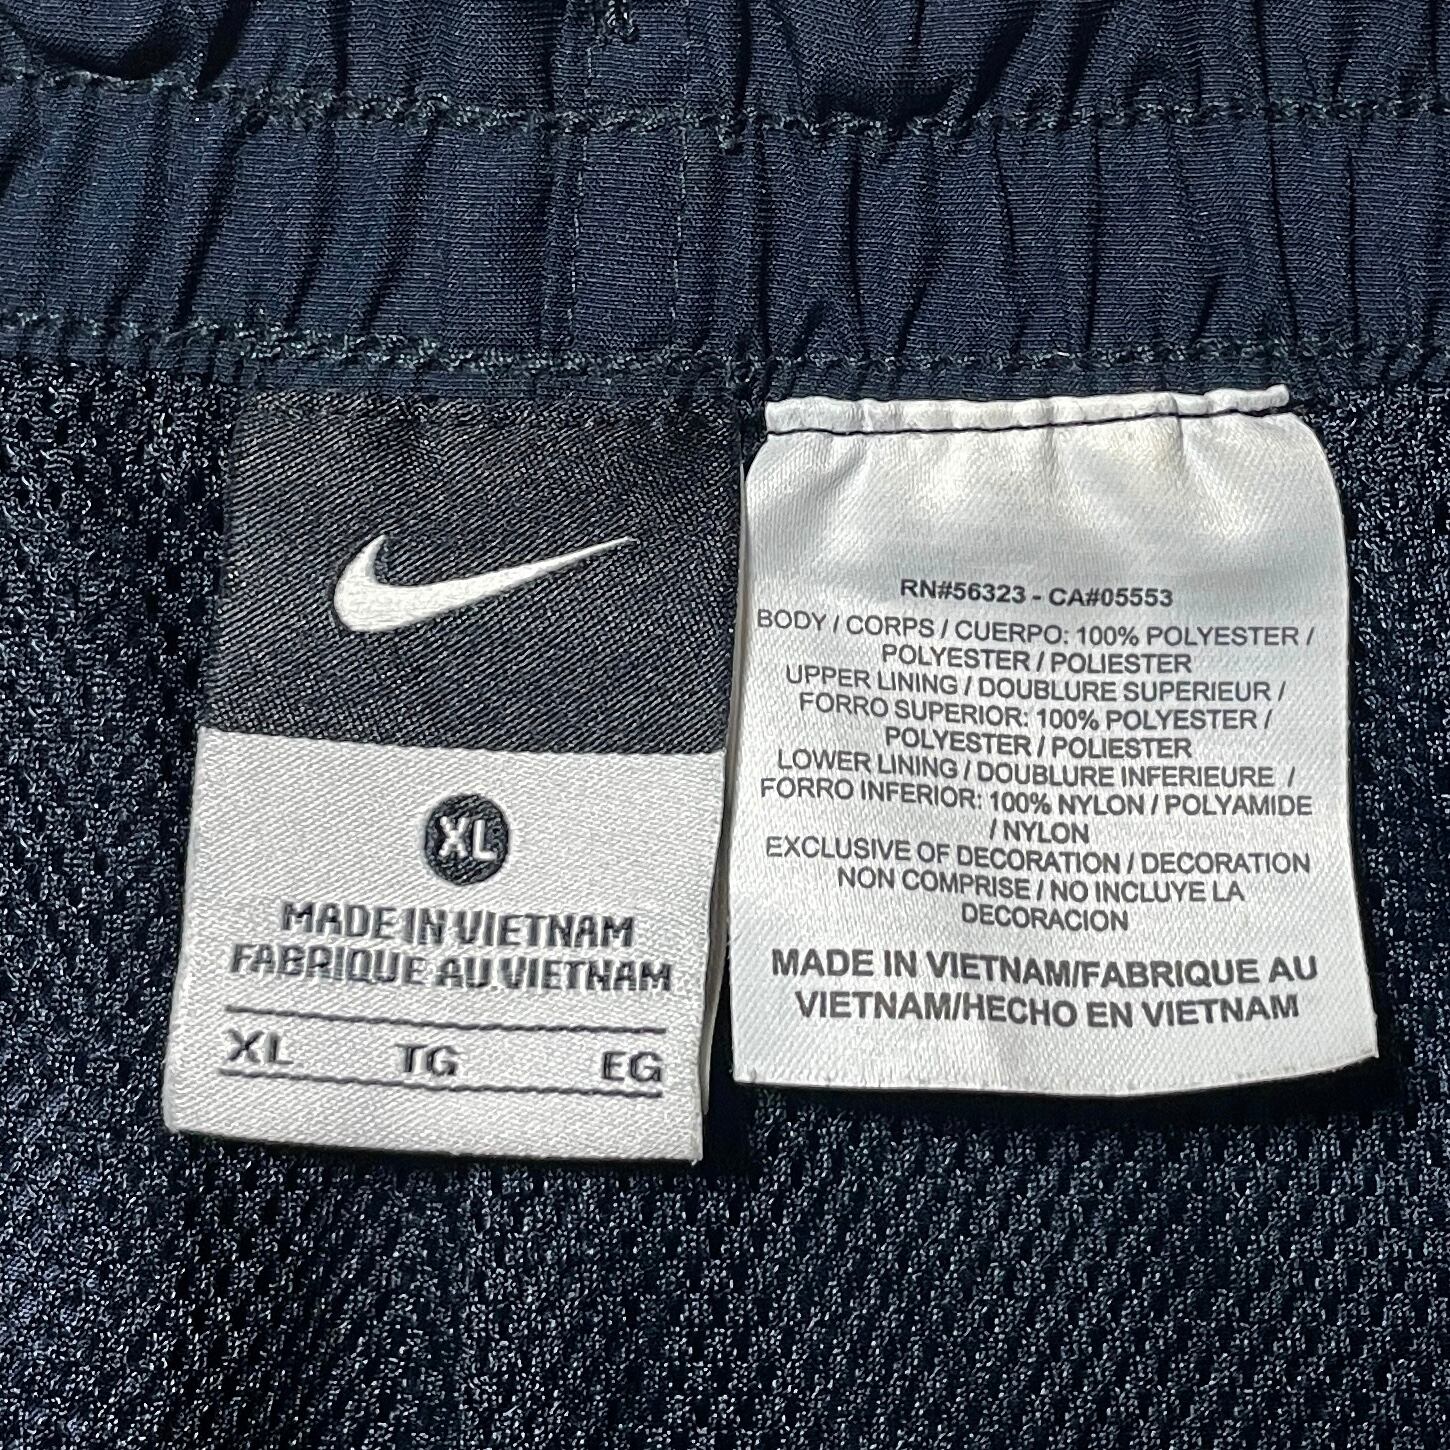 XL
MADE IN VIETNAM
FABRIQUE AU VIETNAM
XL TG EG
RN#56323 - CA#05553
BODY / CORPS / CUERPO: 100% POLYESTER /
POLYESTER / POLIESTER
UPPER LINING / DOUBLURE SUPERIEUR /
FORRO SUPERIOR: 100% POLYESTER /
POLYESTER / POLIESTER
LOWER LINING / DOUBLURE INFERIEURE /
FORRO INFERIOR: 100% NYLON / POLYAMIDE
/ NYLON
EXCLUSIVE OF DECORATION / DECORATION
NON COMPRISE / NO INCLUYE LA
DECORACION
MADE IN VIETNAM/FABRIQUE AU
VIETNAM/HECHO EN VIETNAM